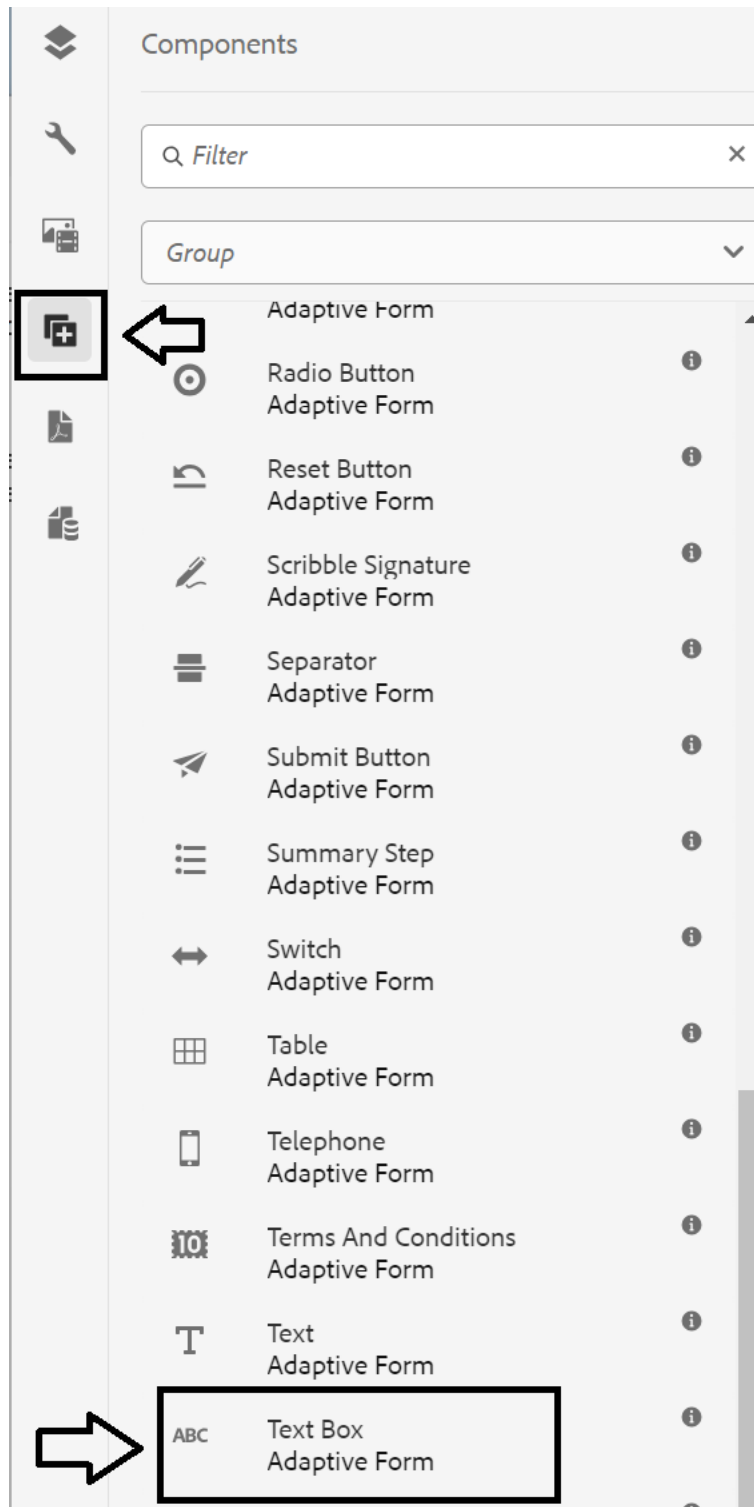 Components
Filter
Group
Adaptive Form
Radio Button
Adaptive Form
Reset Button
Adaptive Form
Scribble Signature
Adaptive Form
Separator
Adaptive Form
Submit Button
Adaptive Form
Summary Step
Adaptive Form
Switch
Adaptive Form
Table
Adaptive Form
Telephone
Adaptive Form
10
Terms And Conditions
Adaptive Form
T
Text
Adaptive Form
ABC
Text Box
Adaptive Form